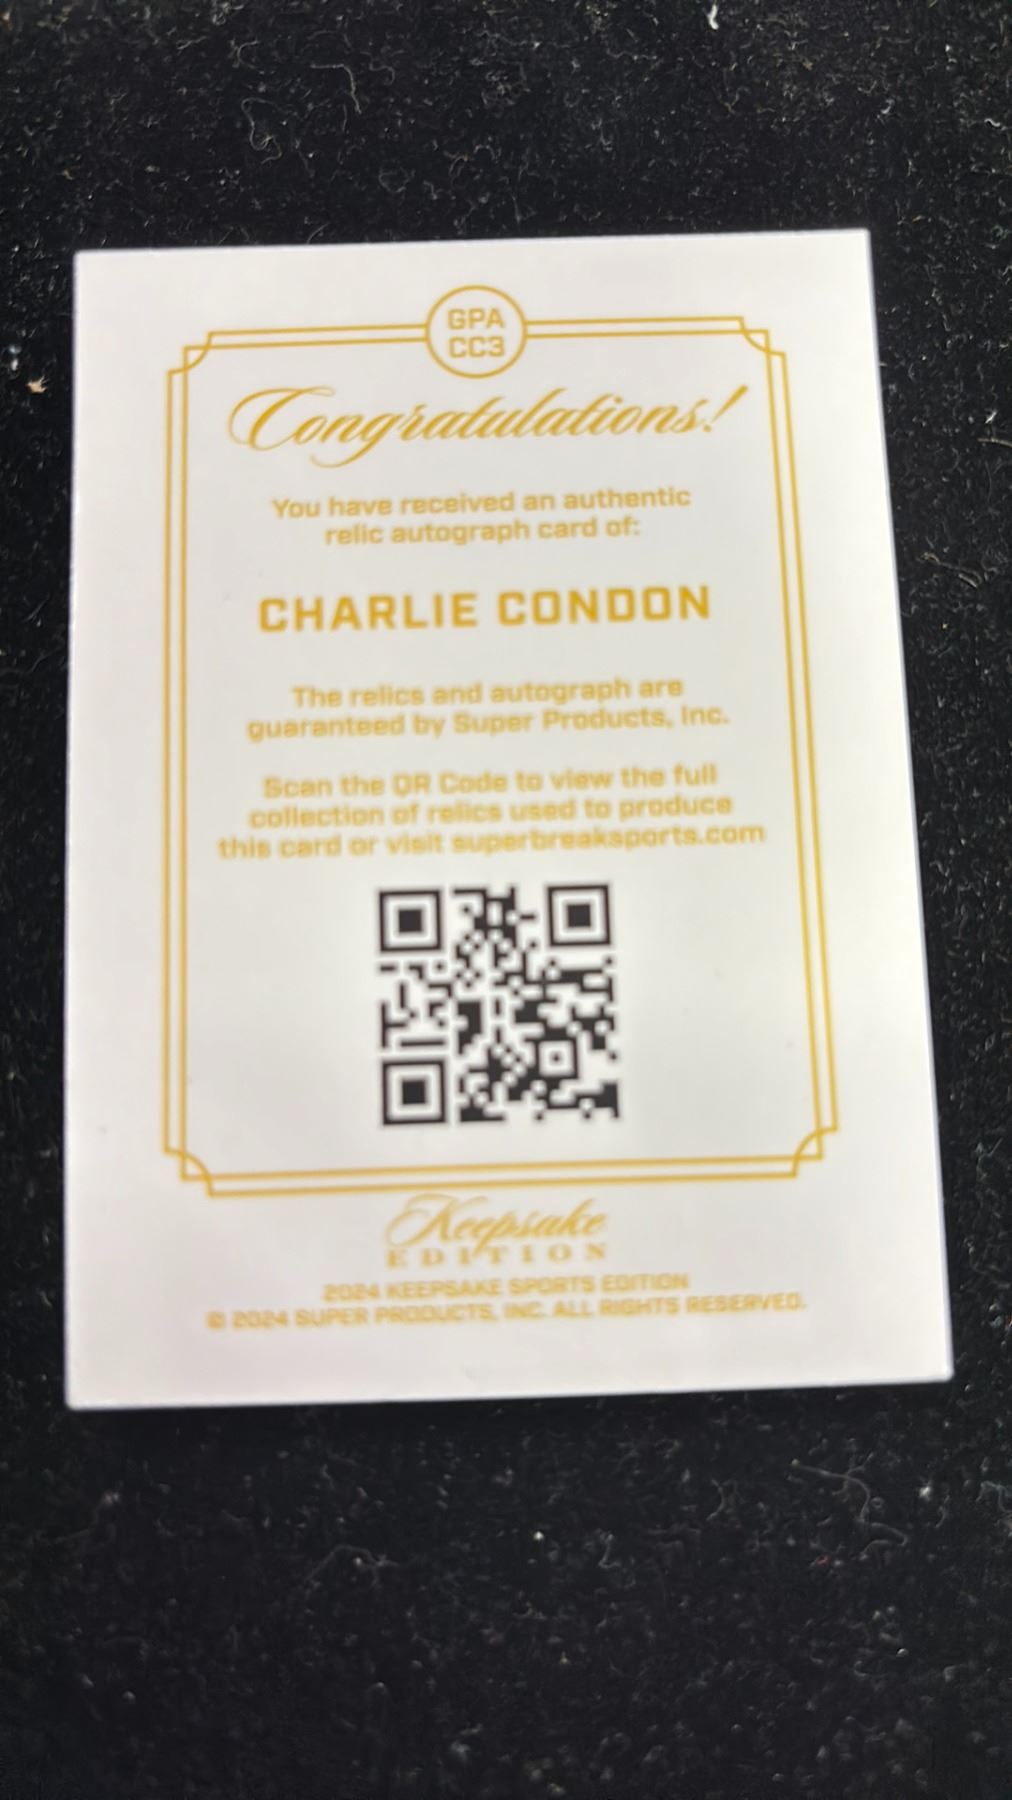 GPA
CC3
Congratulations!
You have received an authentic
relic autograph card of:
CHARLIE CONDON
The relics and autograph are
guaranteed by Super Products, Inc.
Scan the QR Code to view the full
collection of relics used to produce
this card or visit superbreaksports.com
Keepsake
EDITION
2024 KEEPSAKE SPORTS EDITION
© 2024 SUPER PRODUCTS, INC. ALL RIGHTS RESERVED.